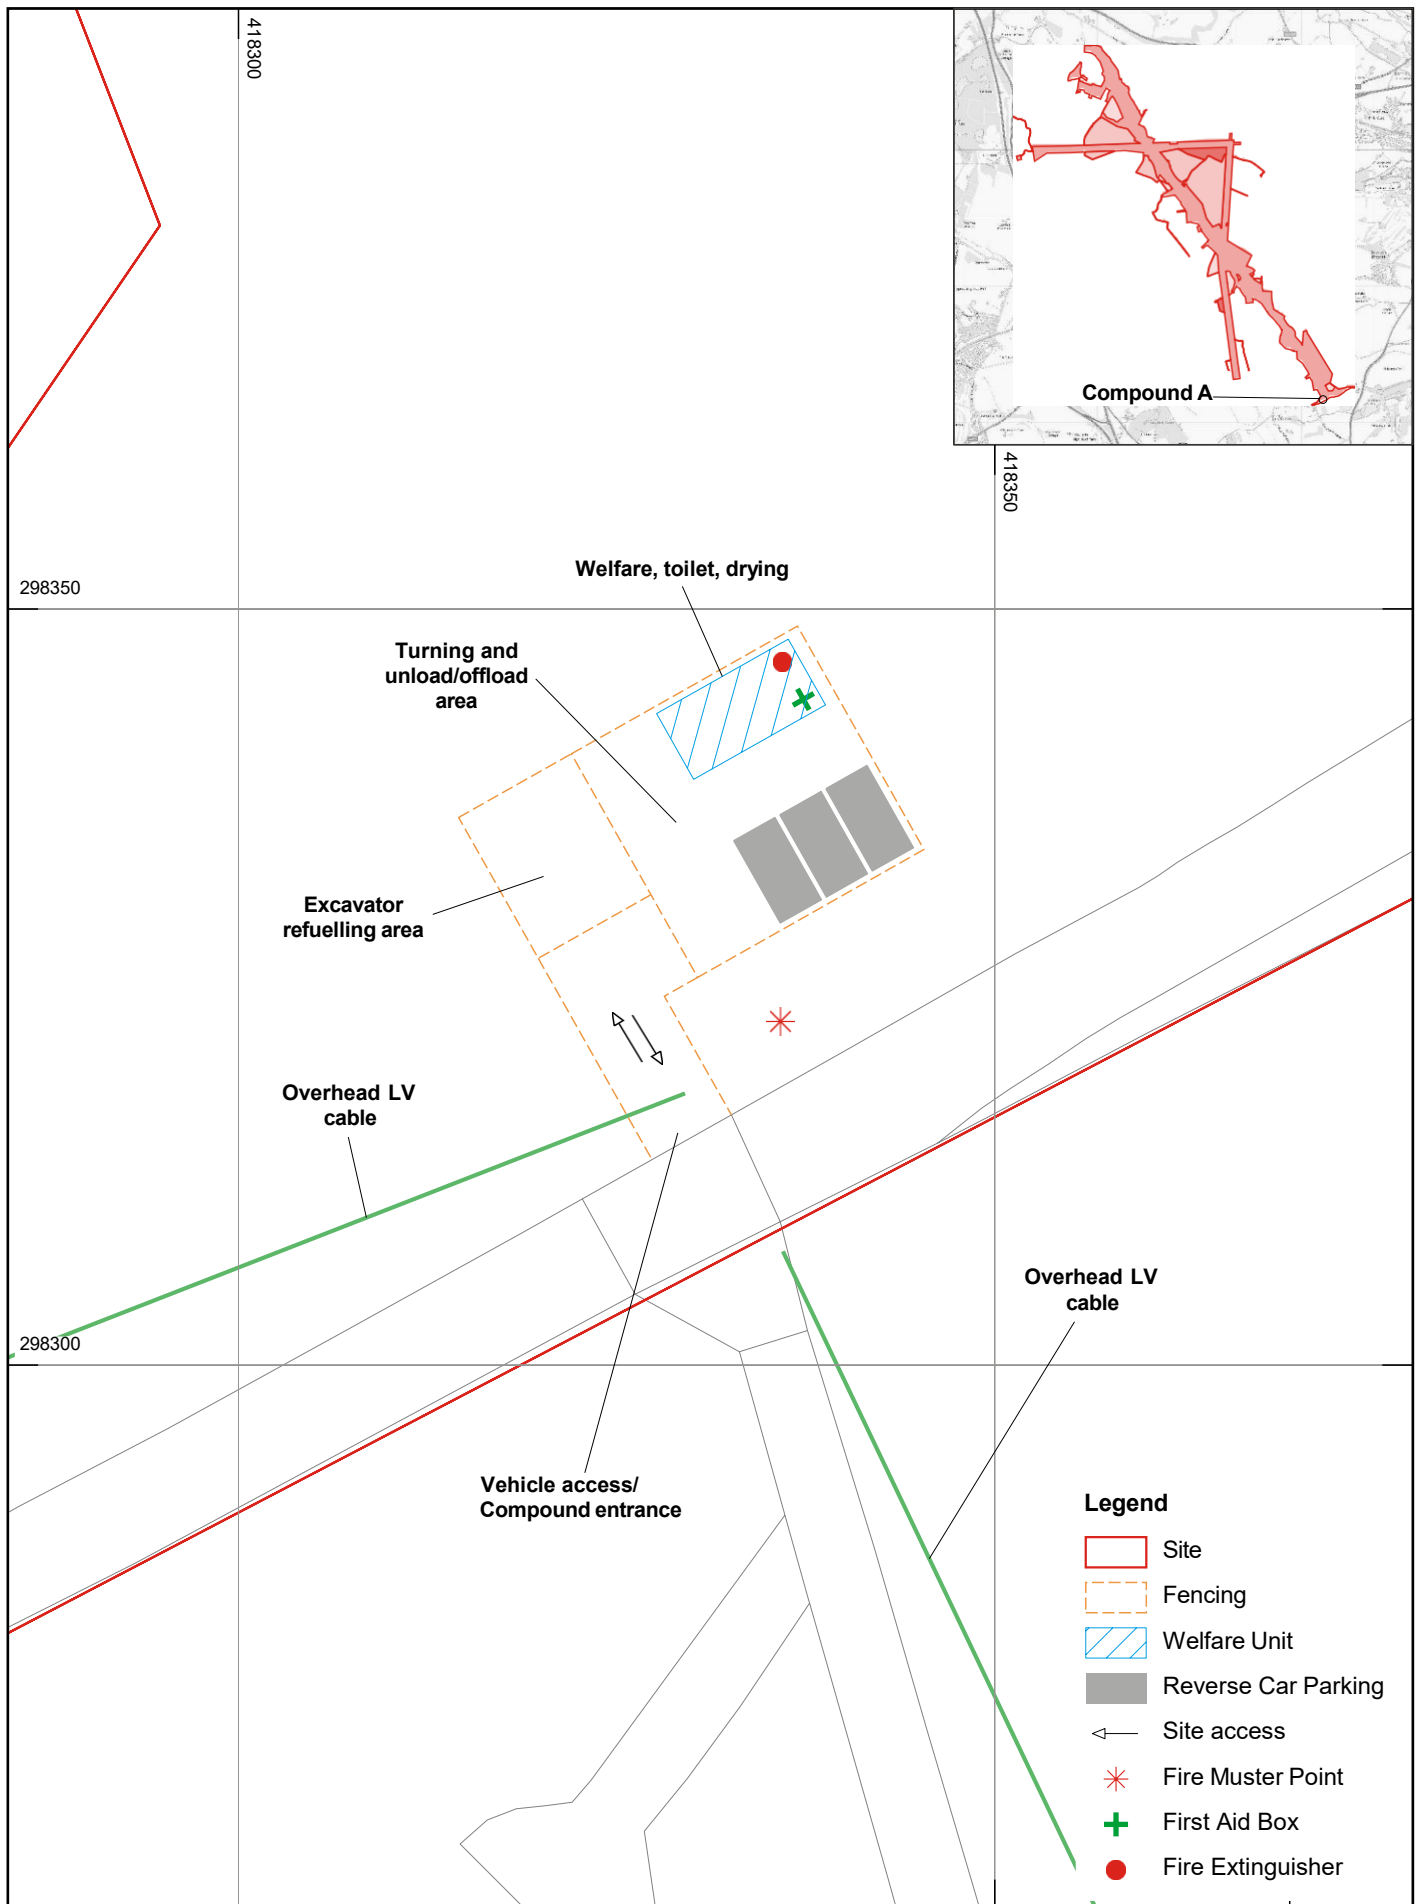 418300
Compound A
418350
298350
Welfare, toilet, drying
Turning and
unload/offload
area
Excavator
refuelling area
Overhead LV
cable
Overhead LV
cable
298300
Vehicle access/
Compound entrance
Legend
Site
Fencing
Welfare Unit
Reverse Car Parking
Site access
Fire Muster Point
First Aid Box
Fire Extinguisher